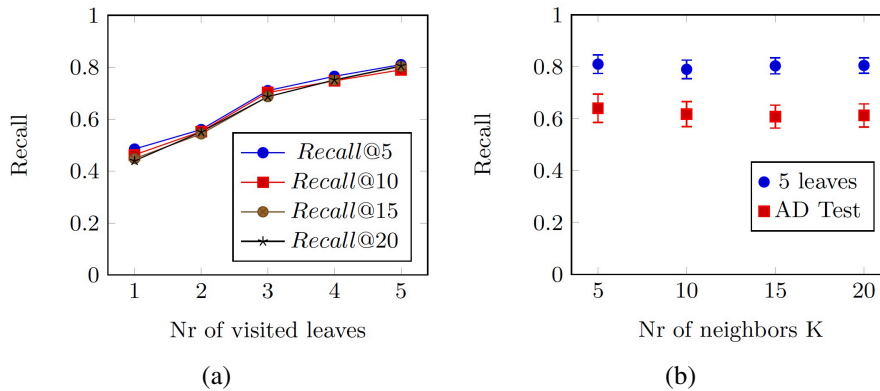 1
0.8
0.6
0.4
0.2
0
Recall
1 2 3 4 5
Nr of visited leaves
Recall@5
Recall@10
Recall@15
Recall@20
(a)
1
0.8
0.6
0.4
0.2
0
Recall
5 10 15 20
Nr of neighbors K
5 leaves
AD Test
(b)